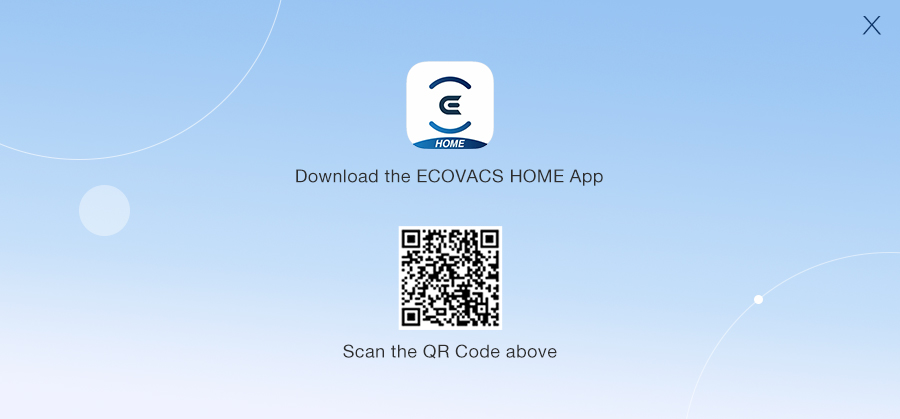 HOME
Download the ECOVACS HOME App
Scan the QR Code above